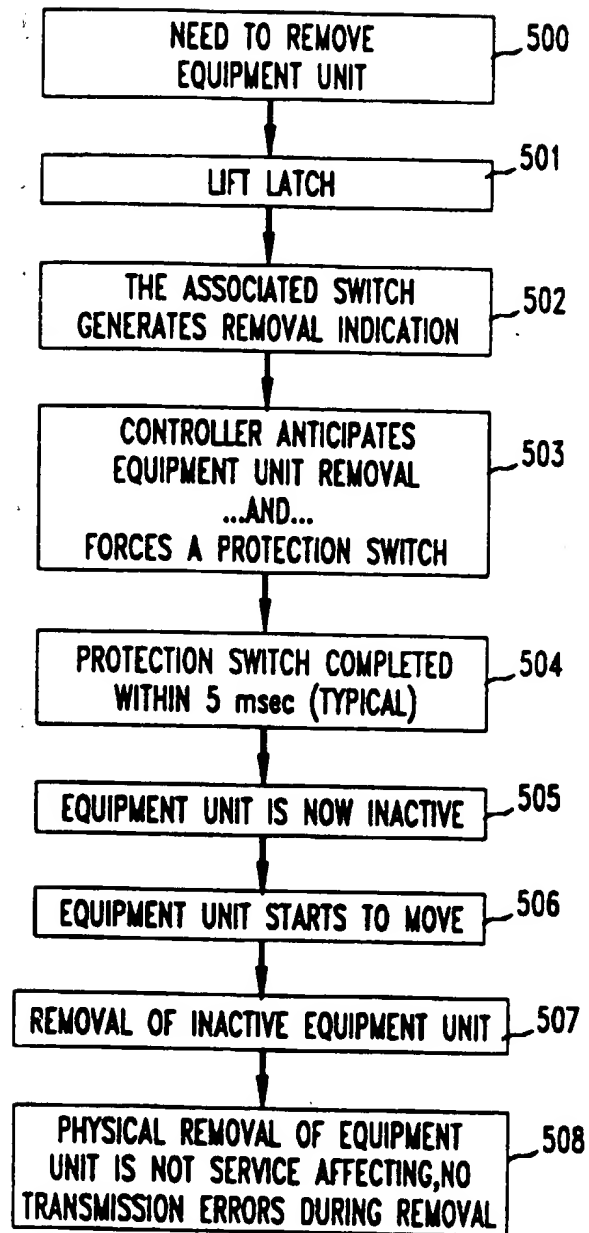 NEED TO REMOVE
EQUIPMENT UNIT
500
LIFT LATCH
501
THE ASSOCIATED SWITCH
GENERATES REMOVAL INDICATION
502
CONTROLLER ANTICIPATES
EQUIPMENT UNIT REMOVAL
...AND...
FORCES A PROTECTION SWITCH
503
PROTECTION SWITCH COMPLETED
WITHIN 5 msec (TYPICAL)
504
EQUIPMENT UNIT IS NOW INACTIVE
505
EQUIPMENT UNIT STARTS TO MOVE
506
REMOVAL OF INACTIVE EQUIPMENT UNIT
507
PHYSICAL REMOVAL OF EQUIPMENT
UNIT IS NOT SERVICE AFFECTING,NO
TRANSMISSION ERRORS DURING REMOVAL
508